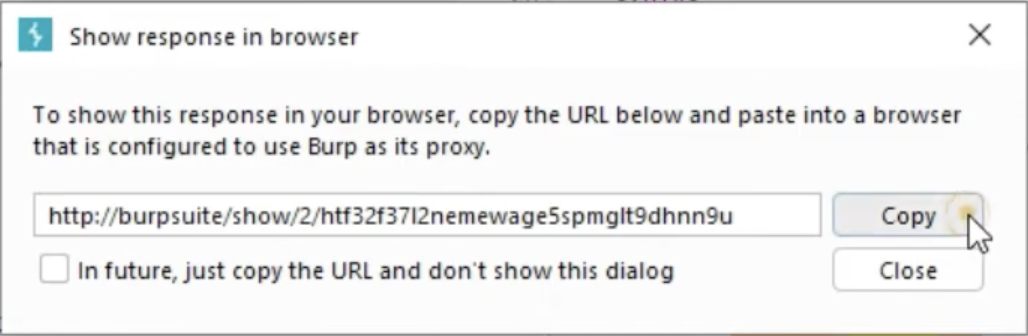 Show response in browser
To show this response in your browser, copy the URL below and paste into a browser
that is configured to use Burp as its proxy.
http://burpsuite/show/2/htf32f37l2nemewage5spmglt9dhnn9u
Copy
In future, just copy the URL and don't show this dialog
Close